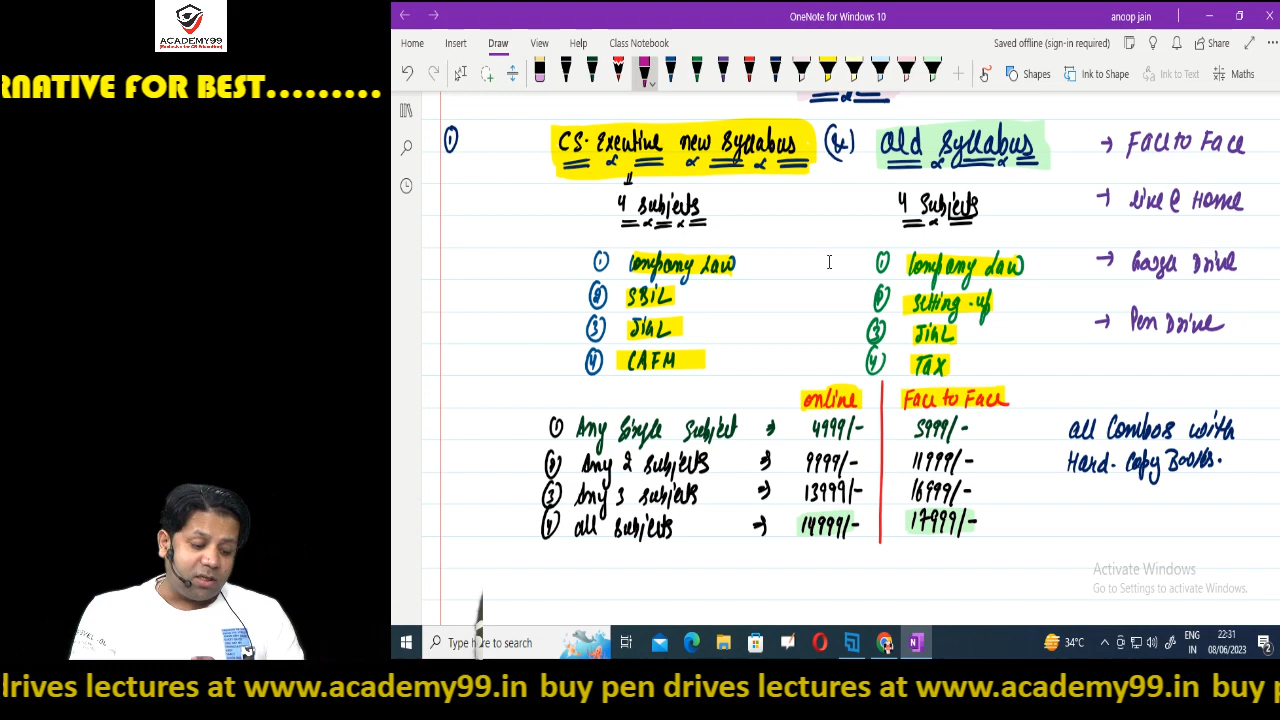 ACADEMY99
RNATIVE FOR BEST.........
OneNote for Windows 10
anoop jain
Home Insert Draw View Help Class Notebook
Saved offline (sign-in required) Share
Shapes Ink to Shape Ink to Text Maths
① CS-Exeutive new Syllabus (&) old Syllabus → Face to Face
4 Subjects 4 Subjects → live @ Home
① Company Law ① Company Law → Google Drive
② SBIL ② Setting-up
③ JIGL ③ JIGL → Pen Drive
④ CAFM ④ Tax
online Face to Face
① Any Single Subject → 4999/- 5999/- all Combos with
② Any 2 Subjects → 9999/- 11999/- Hard-Copy Books.
③ Any 3 Subjects → 13999/- 16999/-
④ all Subjects → 14999/- 17999/-
Activate Windows
Go to Settings to activate Windows.
Type here to search
34°C ENG IN 22:31 08/06/2023 2
drives lectures at www.academy99.in buy pen drives lectures at www.academy99.in buy p